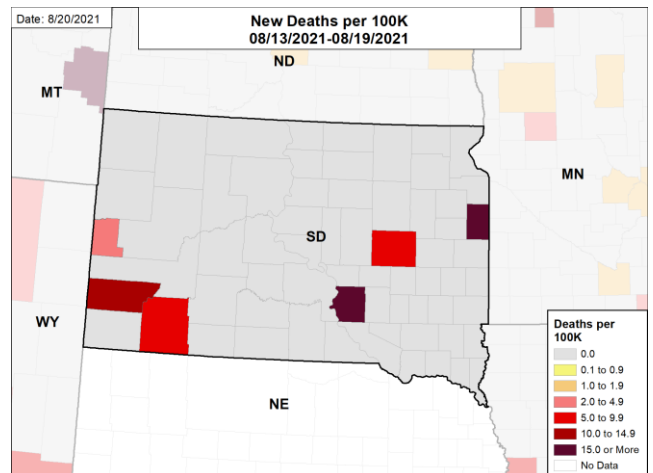 Date: 8/20/2021
New Deaths per 100K
08/13/2021-08/19/2021
ND
MT
MN
SD
WY
NE
Deaths per
100K
0.0
0.1 to 0.9
1.0 to 1.9
2.0 to 4.9
5.0 to 9.9
10.0 to 14.9
15.0 or More
No Data